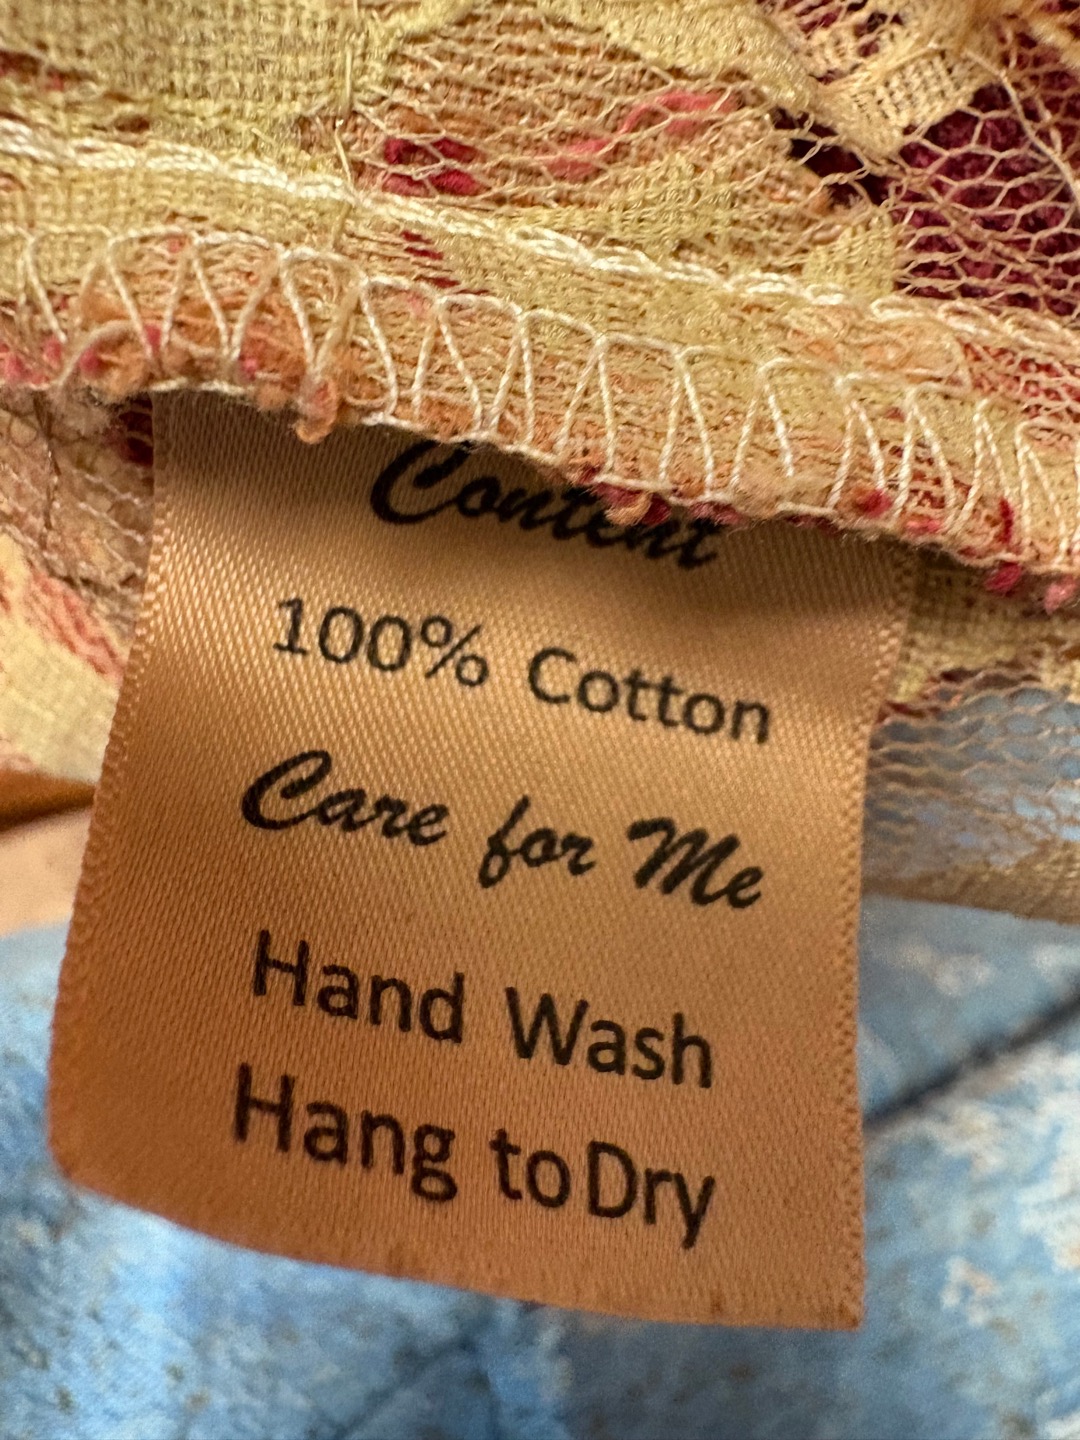 Content
100% Cotton
Care for Me
Hand Wash
Hang to Dry